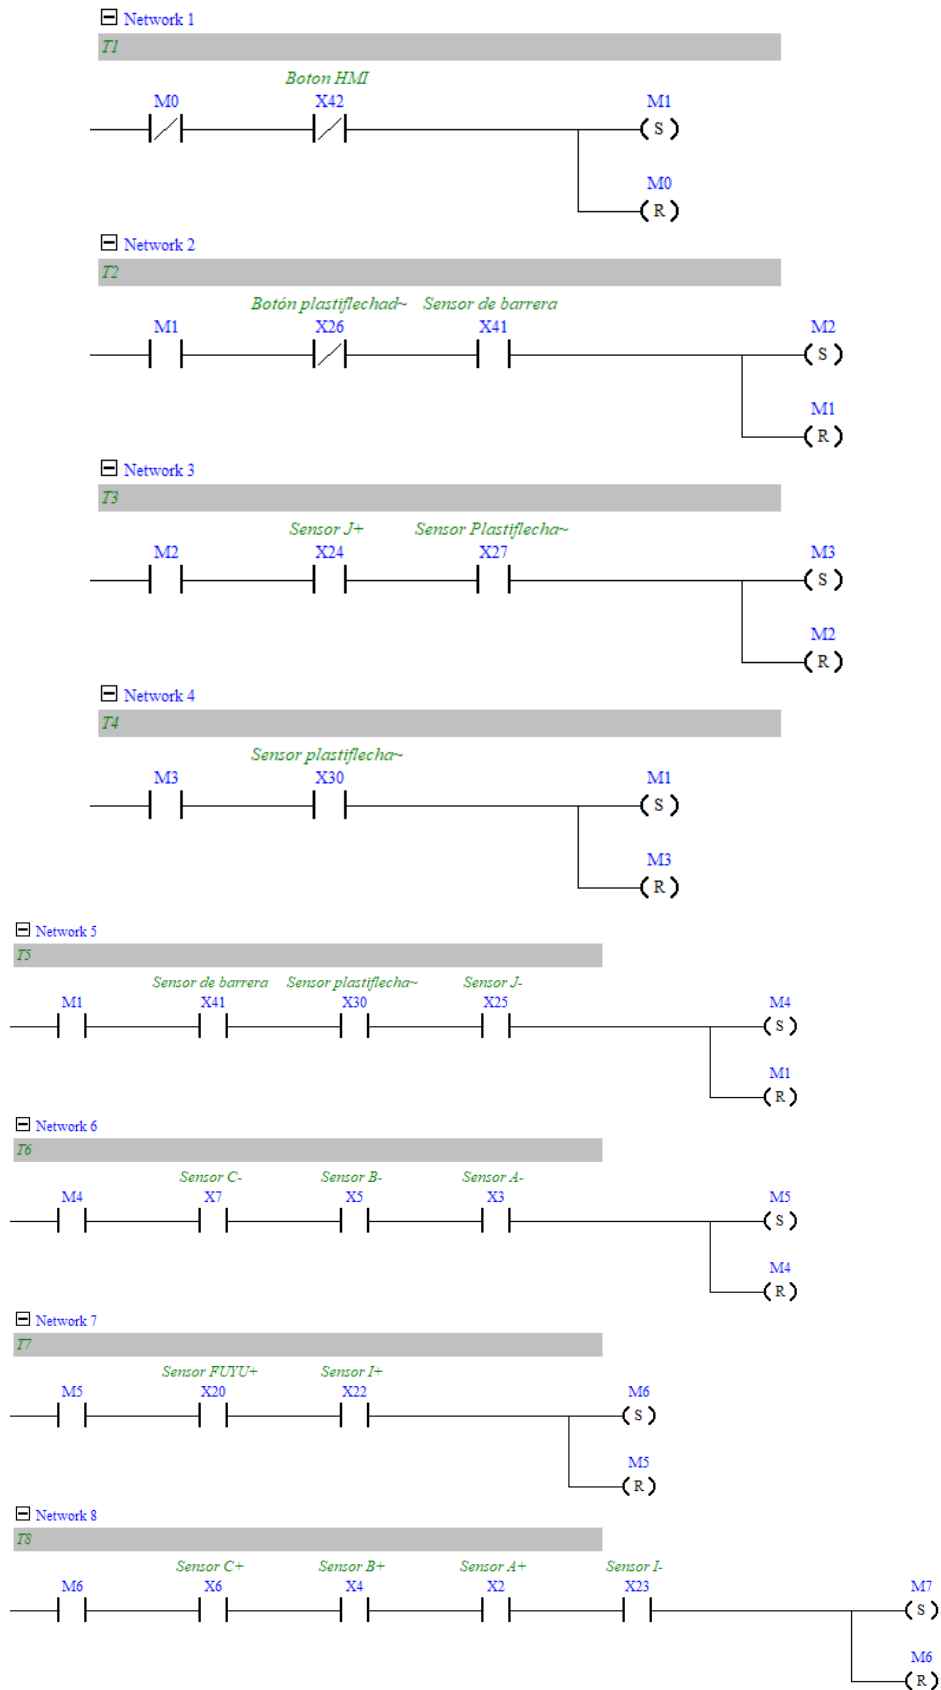 Network 1
T1
Boton HMI
M0 X42 M1
S
M0
R
Network 2
T2
Botón plastiflechad~ Sensor de barrera
M1 X26 X41 M2
S
M1
R
Network 3
T3
Sensor J+ Sensor Plastiflecha~
M2 X24 X27 M3
S
M2
R
Network 4
T4
Sensor plastiflecha~
M3 X30 M1
S
M3
R
Network 5
T5
Sensor de barrera Sensor plastiflecha~ Sensor J-
M1 X41 X30 X25 M4
S
M1
R
Network 6
T6
Sensor C- Sensor B- Sensor A-
M4 X7 X5 X3 M5
S
M4
R
Network 7
T7
Sensor FUYU+ Sensor I+
M5 X20 X22 M6
S
M5
R
Network 8
T8
Sensor C+ Sensor B+ Sensor A+ Sensor I-
M6 X6 X4 X2 X23 M7
S
M6
R